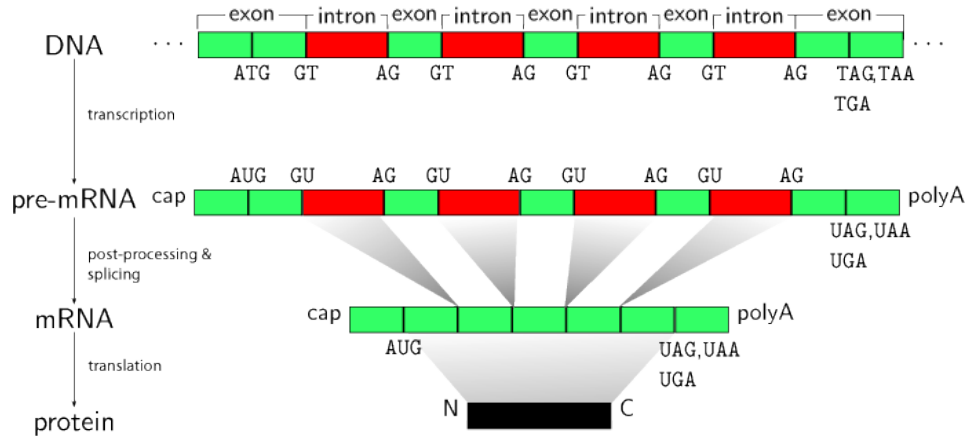 exon intron exon intron exon intron exon intron exon
DNA ... ...
ATG GT AG GT AG GT AG GT AG TAG,TAA
TGA
transcription
AUG GU AG GU AG GU AG GU AG
pre-mRNA cap polyA
UAG,UAA
UGA
post-processing &
splicing
mRNA cap polyA
AUG UAG,UAA
UGA
translation
N C
protein